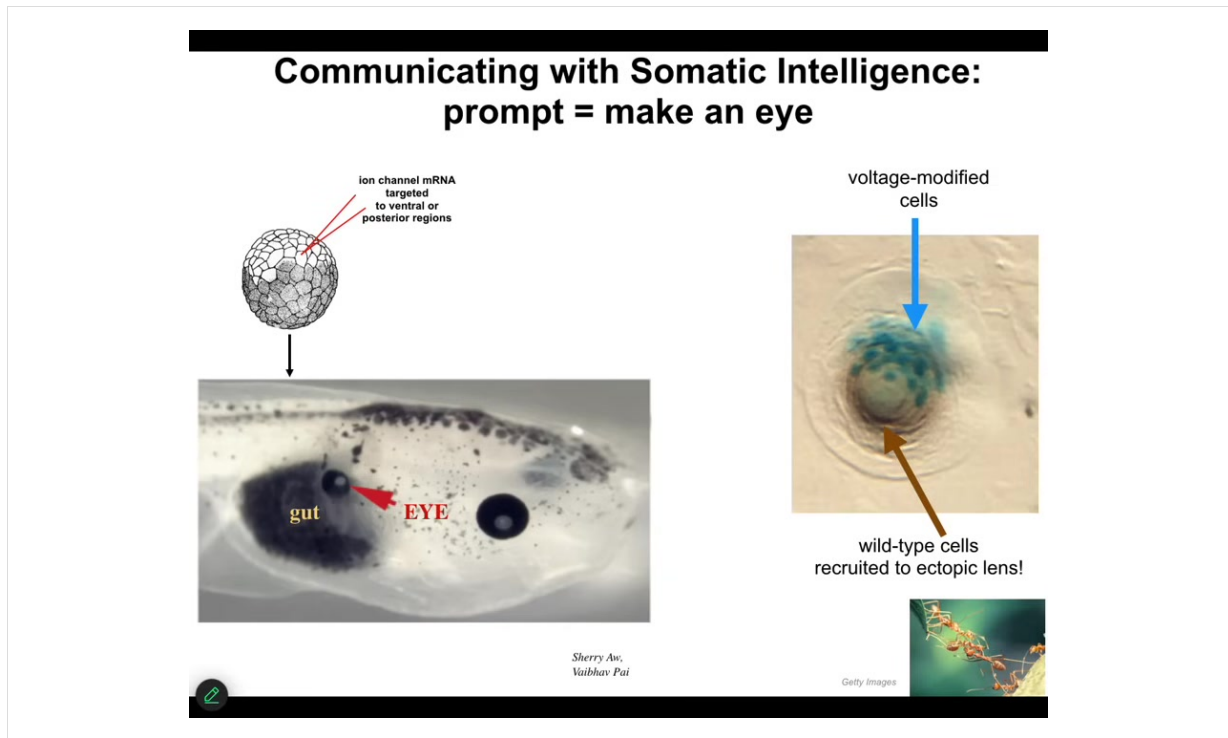 Communicating with Somatic Intelligence:
prompt = make an eye
ion channel mRNA
targeted
to ventral or
posterior regions
gut
EYE
Sherry Aw,
Vaibhav Pai
voltage-modified
cells
wild-type cells
recruited to ectopic lens!
Getty Images